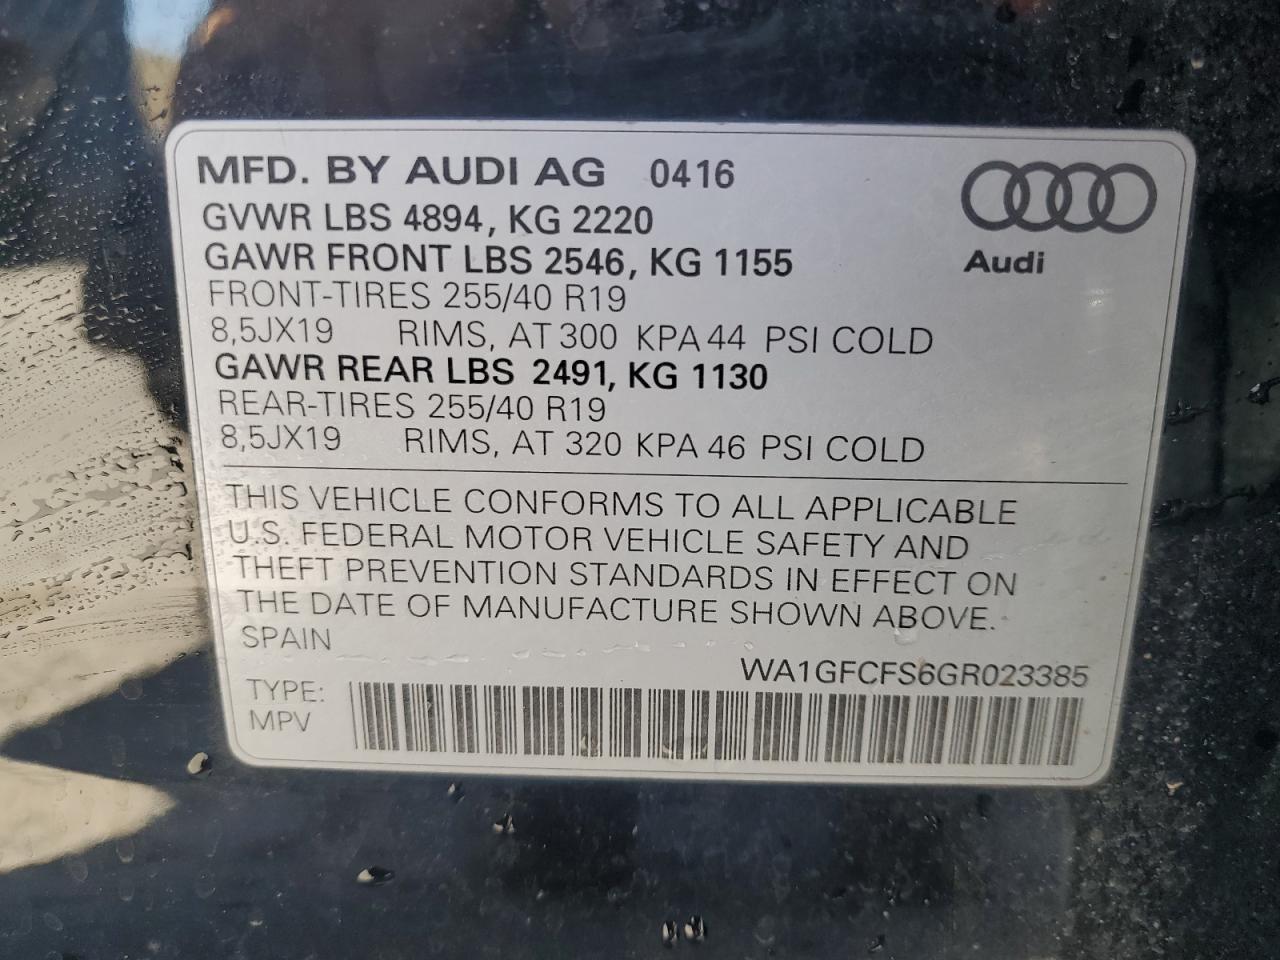 MFD. BY AUDI AG 0416
GVWR LBS 4894, KG 2220
GAWR FRONT LBS 2546, KG 1155
Audi
FRONT-TIRES 255/40 R19
8,5JX19 RIMS, AT 300 KPA 44 PSI COLD
GAWR REAR LBS 2491, KG 1130
REAR-TIRES 255/40 R19
8,5JX19 RIMS, AT 320 KPA 46 PSI COLD
THIS VEHICLE CONFORMS TO ALL APPLICABLE
U.S. FEDERAL MOTOR VEHICLE SAFETY AND
THEFT PREVENTION STANDARDS IN EFFECT ON
THE DATE OF MANUFACTURE SHOWN ABOVE.
SPAIN
WA1GFCFS6GR023385
TYPE:
MPV